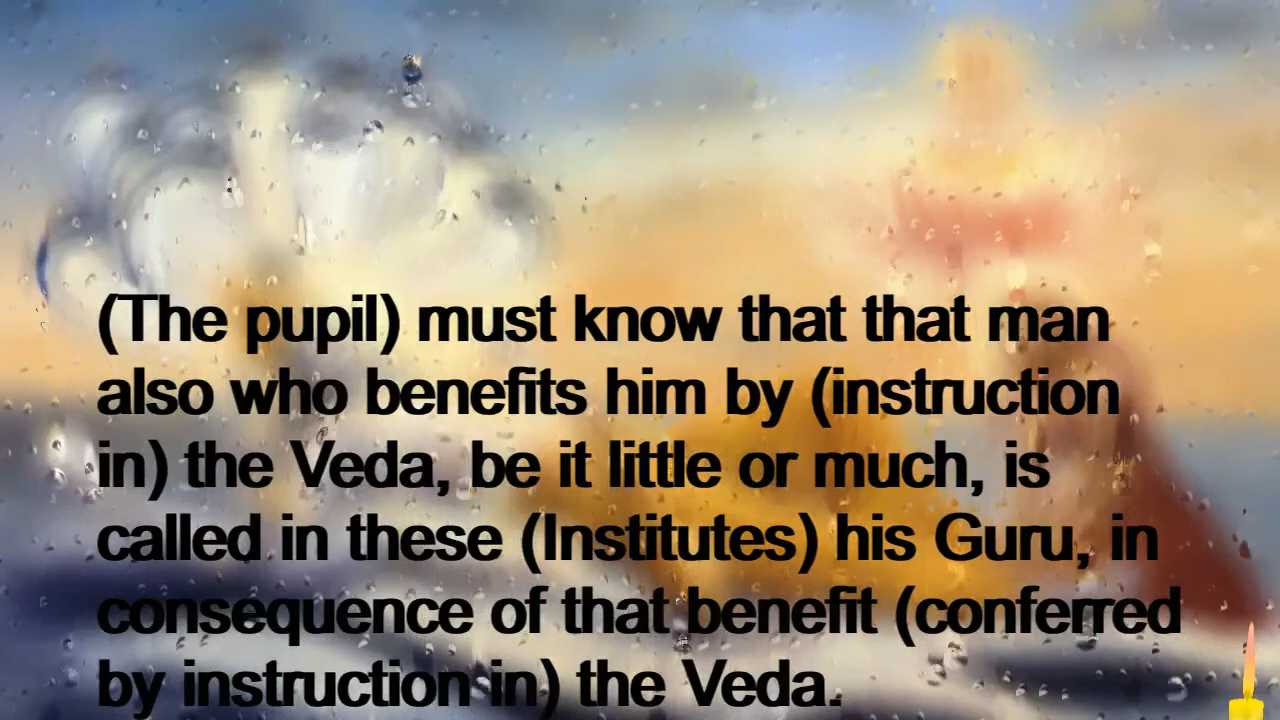 (The pupil) must know that that man
also who benefits him by (instruction
in) the Veda, be it little or much, is
called in these (Institutes) his Guru, in
consequence of that benefit (conferred
by instruction in) the Veda.